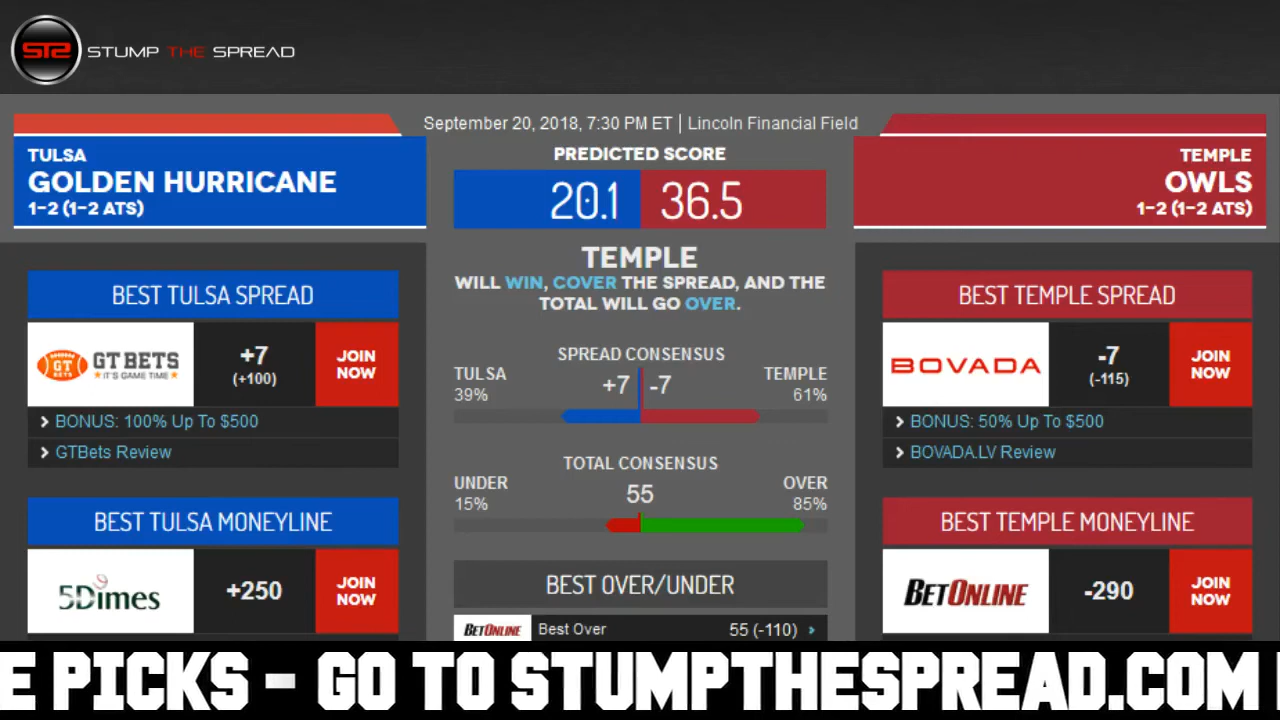 STS STUMP THE SPREAD
September 20, 2018, 7:30 PM ET | Lincoln Financial Field
TULSA
GOLDEN HURRICANE
1-2 (1-2 ATS)
PREDICTED SCORE
20.1 36.5
TEMPLE
OWLS
1-2 (1-2 ATS)
TEMPLE
WILL WIN, COVER THE SPREAD, AND THE
TOTAL WILL GO OVER.
BEST TULSA SPREAD
GT BETS
GT BETS
IT'S GAME TIME
+7
(+100)
JOIN
NOW
BONUS: 100% Up To $500
GTBets Review
BEST TULSA MONEYLINE
5Dimes
+250
JOIN
NOW
SPREAD CONSENSUS
TULSA +7 -7 TEMPLE
39% 61%
TOTAL CONSENSUS
UNDER 55 OVER
15% 85%
BEST OVER/UNDER
BETONLINE Best Over 55 (-110)
BEST TEMPLE SPREAD
BOVADA
-7
(-115)
JOIN
NOW
BONUS: 50% Up To $500
BOVADA.LV Review
BEST TEMPLE MONEYLINE
BETONLINE
-290
JOIN
NOW
E PICKS - GO TO STUMPTHESPREAD.COM